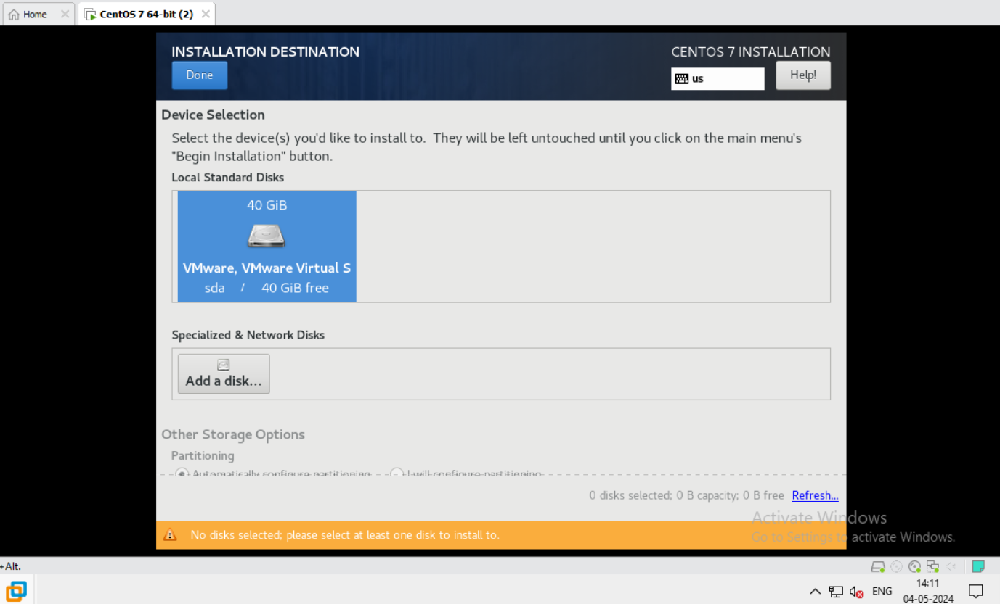 Home
CentOS 7 64-bit (2)
INSTALLATION DESTINATION
CENTOS 7 INSTALLATION
Done
us
Help!
Device Selection
Select the device(s) you'd like to install to. They will be left untouched until you click on the main menu's
"Begin Installation" button.
Local Standard Disks
40 GiB
VMware, VMware Virtual S
sda / 40 GiB free
Specialized & Network Disks
Add a disk...
Other Storage Options
Partitioning
Automatically configure partitioning. I will configure partitioning.
0 disks selected; 0 B capacity; 0 B free Refresh...
Activate Windows
Go to Settings to activate Windows.
No disks selected; please select at least one disk to install to.
+Alt.
ENG
14:11
04-05-2024